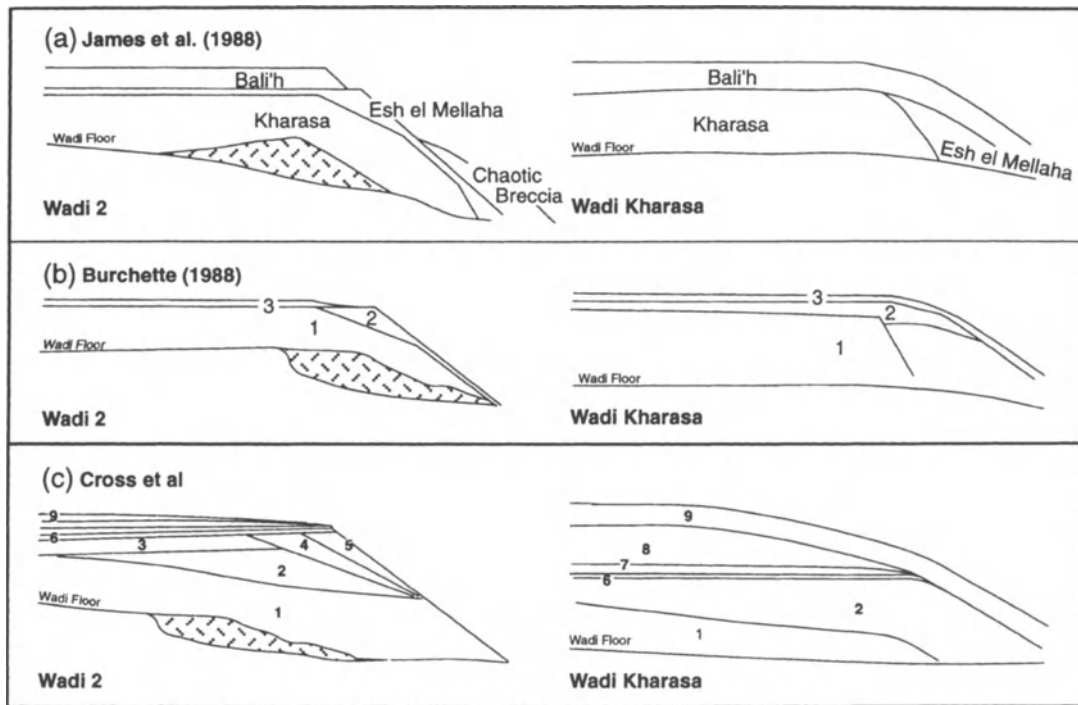 (a) James et al. (1988)
Bali'h
Esh el Mellaha
Kharasa
Wadi Floor
Chaotic
Breccia
Wadi 2
Bali'h
Kharasa
Wadi Floor
Esh el Mellaha
Wadi Kharasa
(b) Burchette (1988)
3
2
1
Wadi Floor
Wadi 2
3
2
1
Wadi Floor
Wadi Kharasa
(c) Cross et al
9
6
3
4
5
2
Wadi Floor
1
Wadi 2
9
8
7
6
2
1
Wadi Floor
Wadi Kharasa